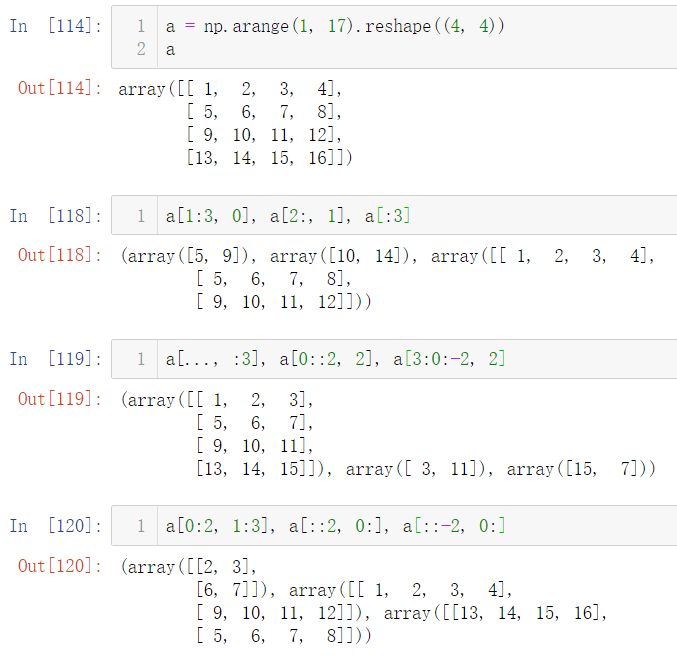 In [114]: 1 a = np.arange(1, 17).reshape((4, 4))
2 a
Out[114]: array([[ 1, 2, 3, 4],
[ 5, 6, 7, 8],
[ 9, 10, 11, 12],
[13, 14, 15, 16]])
In [118]: 1 a[1:3, 0], a[2:, 1], a[:3]
Out[118]: (array([5, 9]), array([10, 14]), array([[ 1, 2, 3, 4],
[ 5, 6, 7, 8],
[ 9, 10, 11, 12]]))
In [119]: 1 a[..., :3], a[0::2, 2], a[3:0:-2, 2]
Out[119]: (array([[ 1, 2, 3],
[ 5, 6, 7],
[ 9, 10, 11],
[13, 14, 15]]), array([ 3, 11]), array([15, 7]))
In [120]: 1 a[0:2, 1:3], a[::2, 0:], a[::-2, 0:]
Out[120]: (array([[2, 3],
[6, 7]]), array([[ 1, 2, 3, 4],
[ 9, 10, 11, 12]]), array([[13, 14, 15, 16],
[ 5, 6, 7, 8]]))